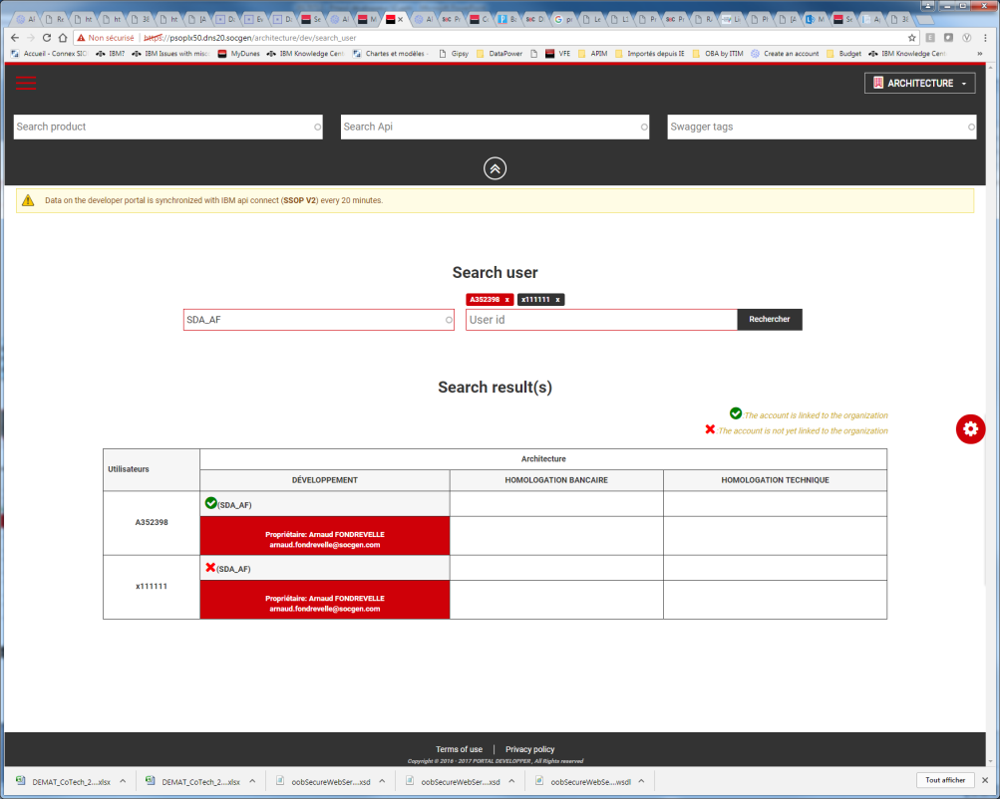 Non sécurisé | https://psoplx50.dns20.socgen/architecture/dev/search_user
Accueil - Connex SIO
IBM?
IBM Issues with misc
MyDunes
IBM Knowledge Cent
Chartes et modèles -
Gipsy
DataPower
VFE
APIM
Importés depuis IE
OBA by ITIM
Create an account
Budget
IBM Knowledge Cent
»
ARCHITECTURE
Search product
Search Api
Swagger tags
Data on the developer portal is synchronized with IBM api connect (SSOP V2) every 20 minutes.
Search user
A352398 x
x111111 x
SDA_AF
User id
Rechercher
Search result(s)
:The account is linked to the organization
:The account is not yet linked to the organization
Utilisateurs
Architecture
DÉVELOPPEMENT
HOMOLOGATION BANCAIRE
HOMOLOGATION TECHNIQUE
A352398
(SDA_AF)
Propriétaire: Arnaud FONDREVELLE
arnaud.fondrevelle@socgen.com
x111111
(SDA_AF)
Propriétaire: Arnaud FONDREVELLE
arnaud.fondrevelle@socgen.com
Terms of use | Privacy policy
Copyright © 2016 - 2017 PORTAL DEVELOPPER , All Rights reserved
DEMAT_CoTech_2....xlsx
DEMAT_CoTech_2....xlsx
oobSecureWebSer....xsd
oobSecureWebSer....xsd
oobSecureWebSe....wsdl
Tout afficher